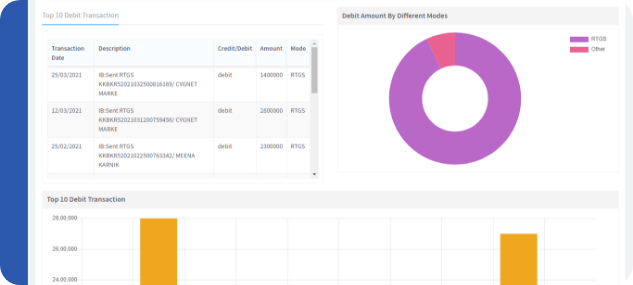 Top 10 Debit Transaction
Debit Amount By Different Modes
Transaction Date Description Credit/Debit Amount Mode
25/03/2021 IB:Sent RTGS debit 1400000 RTGS
CYGNET
MARKE
12/03/2021 IB:Sent RTGS debit 2800000 RTGS
CYGNET
MARKE
25/02/2021 IB:Sent RTGS debit 2300000 RTGS
MEENA
KARNIK
RTGS
Other
Top 10 Debit Transaction
28,00,000
26,00,000
24,00,000